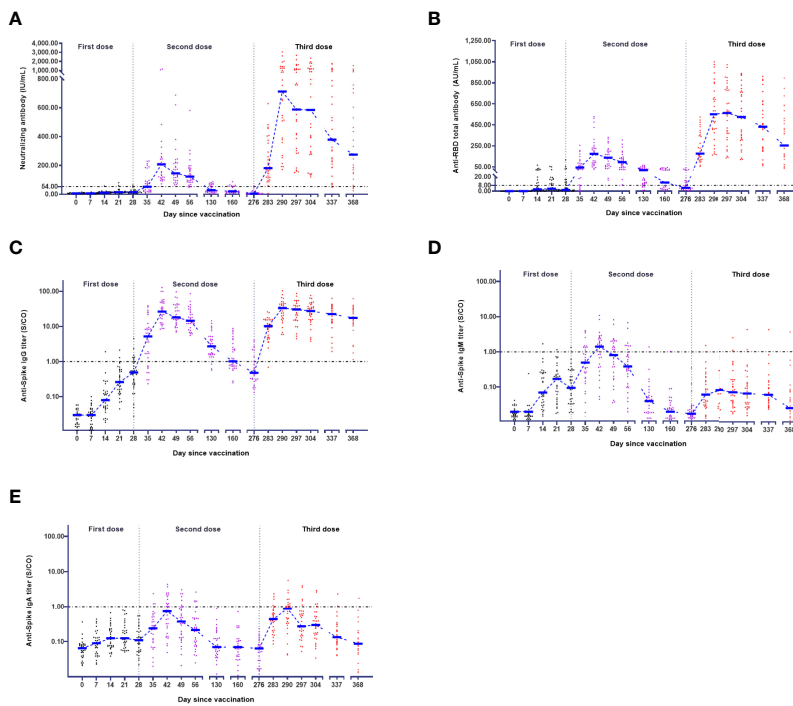 A
First dose
Second dose
Third dose
Neutralizing antibody (IU/mL)
4,000.00
3,000.00
2,000.00
1,000.00
800.00
600.00
400.00
200.00
54.00
0.00
0 7 14 21 28 35 42 49 56 130 160 276 283 290 297 304 337 368
Day since vaccination
B
First dose
Second dose
Third dose
Anti-RBD total antibody (AU/mL)
1,250.00
1,050.00
850.00
650.00
450.00
250.00
50.00
20.00
8.00
0.00
0 7 14 21 28 35 42 49 56 130 160 276 283 290 297 304 337 368
Day since vaccination
C
First dose
Second dose
Third dose
Anti-Spike IgG titer (S/CO)
100.00
10.00
1.00
0.10
0 7 14 21 28 35 42 49 56 130 160 276 283 290 297 304 337 368
Day since vaccination
D
First dose
Second dose
Third dose
Anti-Spike IgM titer (S/CO)
100.00
10.00
1.00
0.10
0 7 14 21 28 35 42 49 56 130 160 276 283 297 304 337
Day since vaccination
E
First dose
Second dose
Third dose
Anti-Spike IgA titer (S/CO)
100.00
10.00
1.00
0.10
0 7 14 21 28 35 42 49 56 130 160 276 283 290 297 304 337 368
Day since vaccination